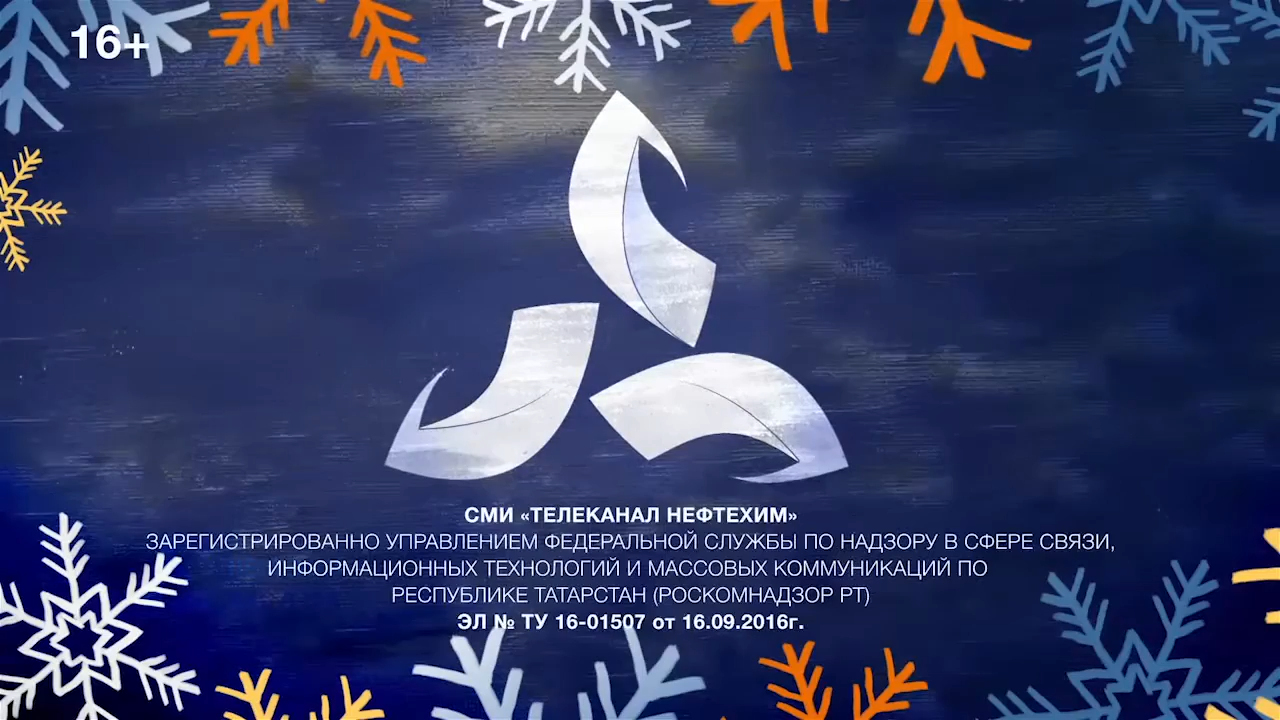 16+
СМИ «ТЕЛЕКАНАЛ НЕФТЕХИМ»
ЗАРЕГИСТРИРОВАННО УПРАВЛЕНИЕМ ФЕДЕРАЛЬНОЙ СЛУЖБЫ ПО НАДЗОРУ В СФЕРЕ СВЯЗИ,
ИНФОРМАЦИОННЫХ ТЕХНОЛОГИЙ И МАССОВЫХ КОММУНИКАЦИЙ ПО
РЕСПУБЛИКЕ ТАТАРСТАН (РОСКОМНАДЗОР РТ)
ЭЛ № ТУ 16-01507 от 16.09.2016г.